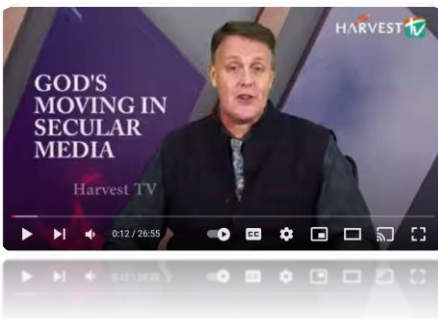 HARVEST TV
GOD'S
MOVING IN
SECULAR
MEDIA
Harvest TV
0:12 / 26:55
CC